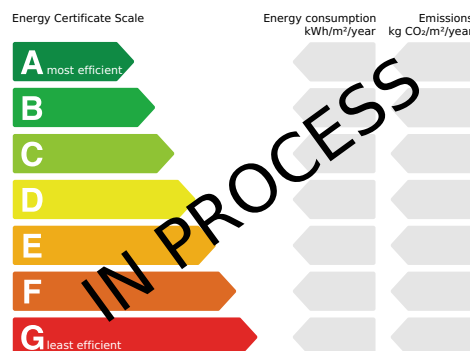 Energy Certificate Scale
Energy consumption
kWh/m²/year
Emissions
kg CO₂/m²/year
A most efficient
B
C
D
E
F
G least efficient
IN PROCESS